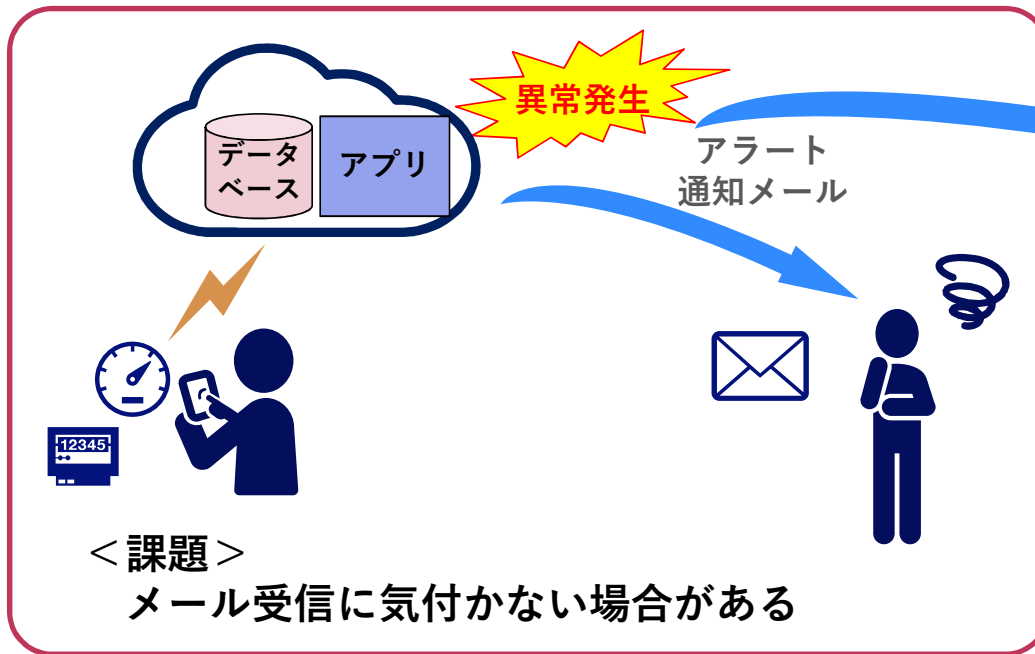 異常発生
データ
ベース
アプリ
アラート
通知メール
12345
＜課題＞
メール受信に気付かない場合がある